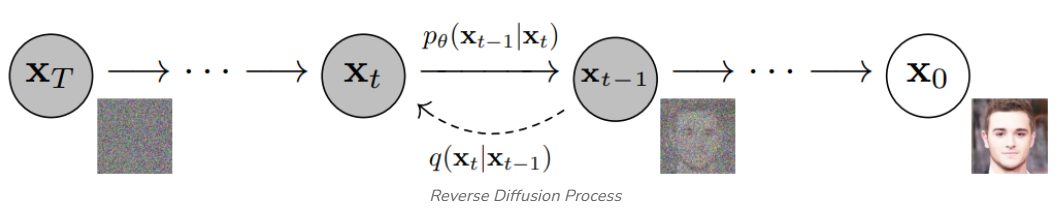 p_θ(x_{t−1}|x_t)
x_T → ⋯ → x_t → x_{t−1} → ⋯ → x_0
q(x_t|x_{t−1})
Reverse Diffusion Process